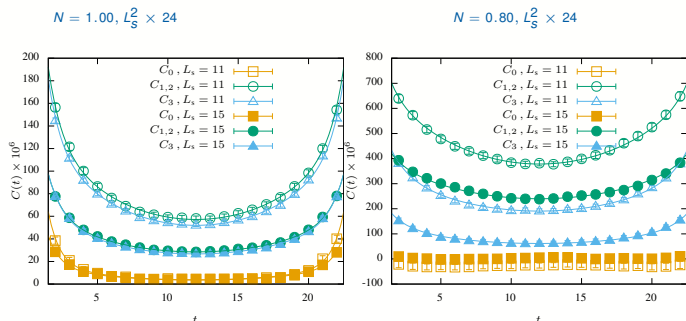 N = 1.00, L_s^2 × 24
N = 0.80, L_s^2 × 24
C(t) × 10^6
200
180
160
140
120
100
80
60
40
20
0
5
10
15
20
t
C_0 , L_s = 11
C_{1,2} , L_s = 11
C_3 , L_s = 11
C_0 , L_s = 15
C_{1,2} , L_s = 15
C_3 , L_s = 15
C(t) × 10^6
800
700
600
500
400
300
200
100
0
-100
5
10
15
20
t
C_0 , L_s = 11
C_{1,2} , L_s = 11
C_3 , L_s = 11
C_0 , L_s = 15
C_{1,2} , L_s = 15
C_3 , L_s = 15